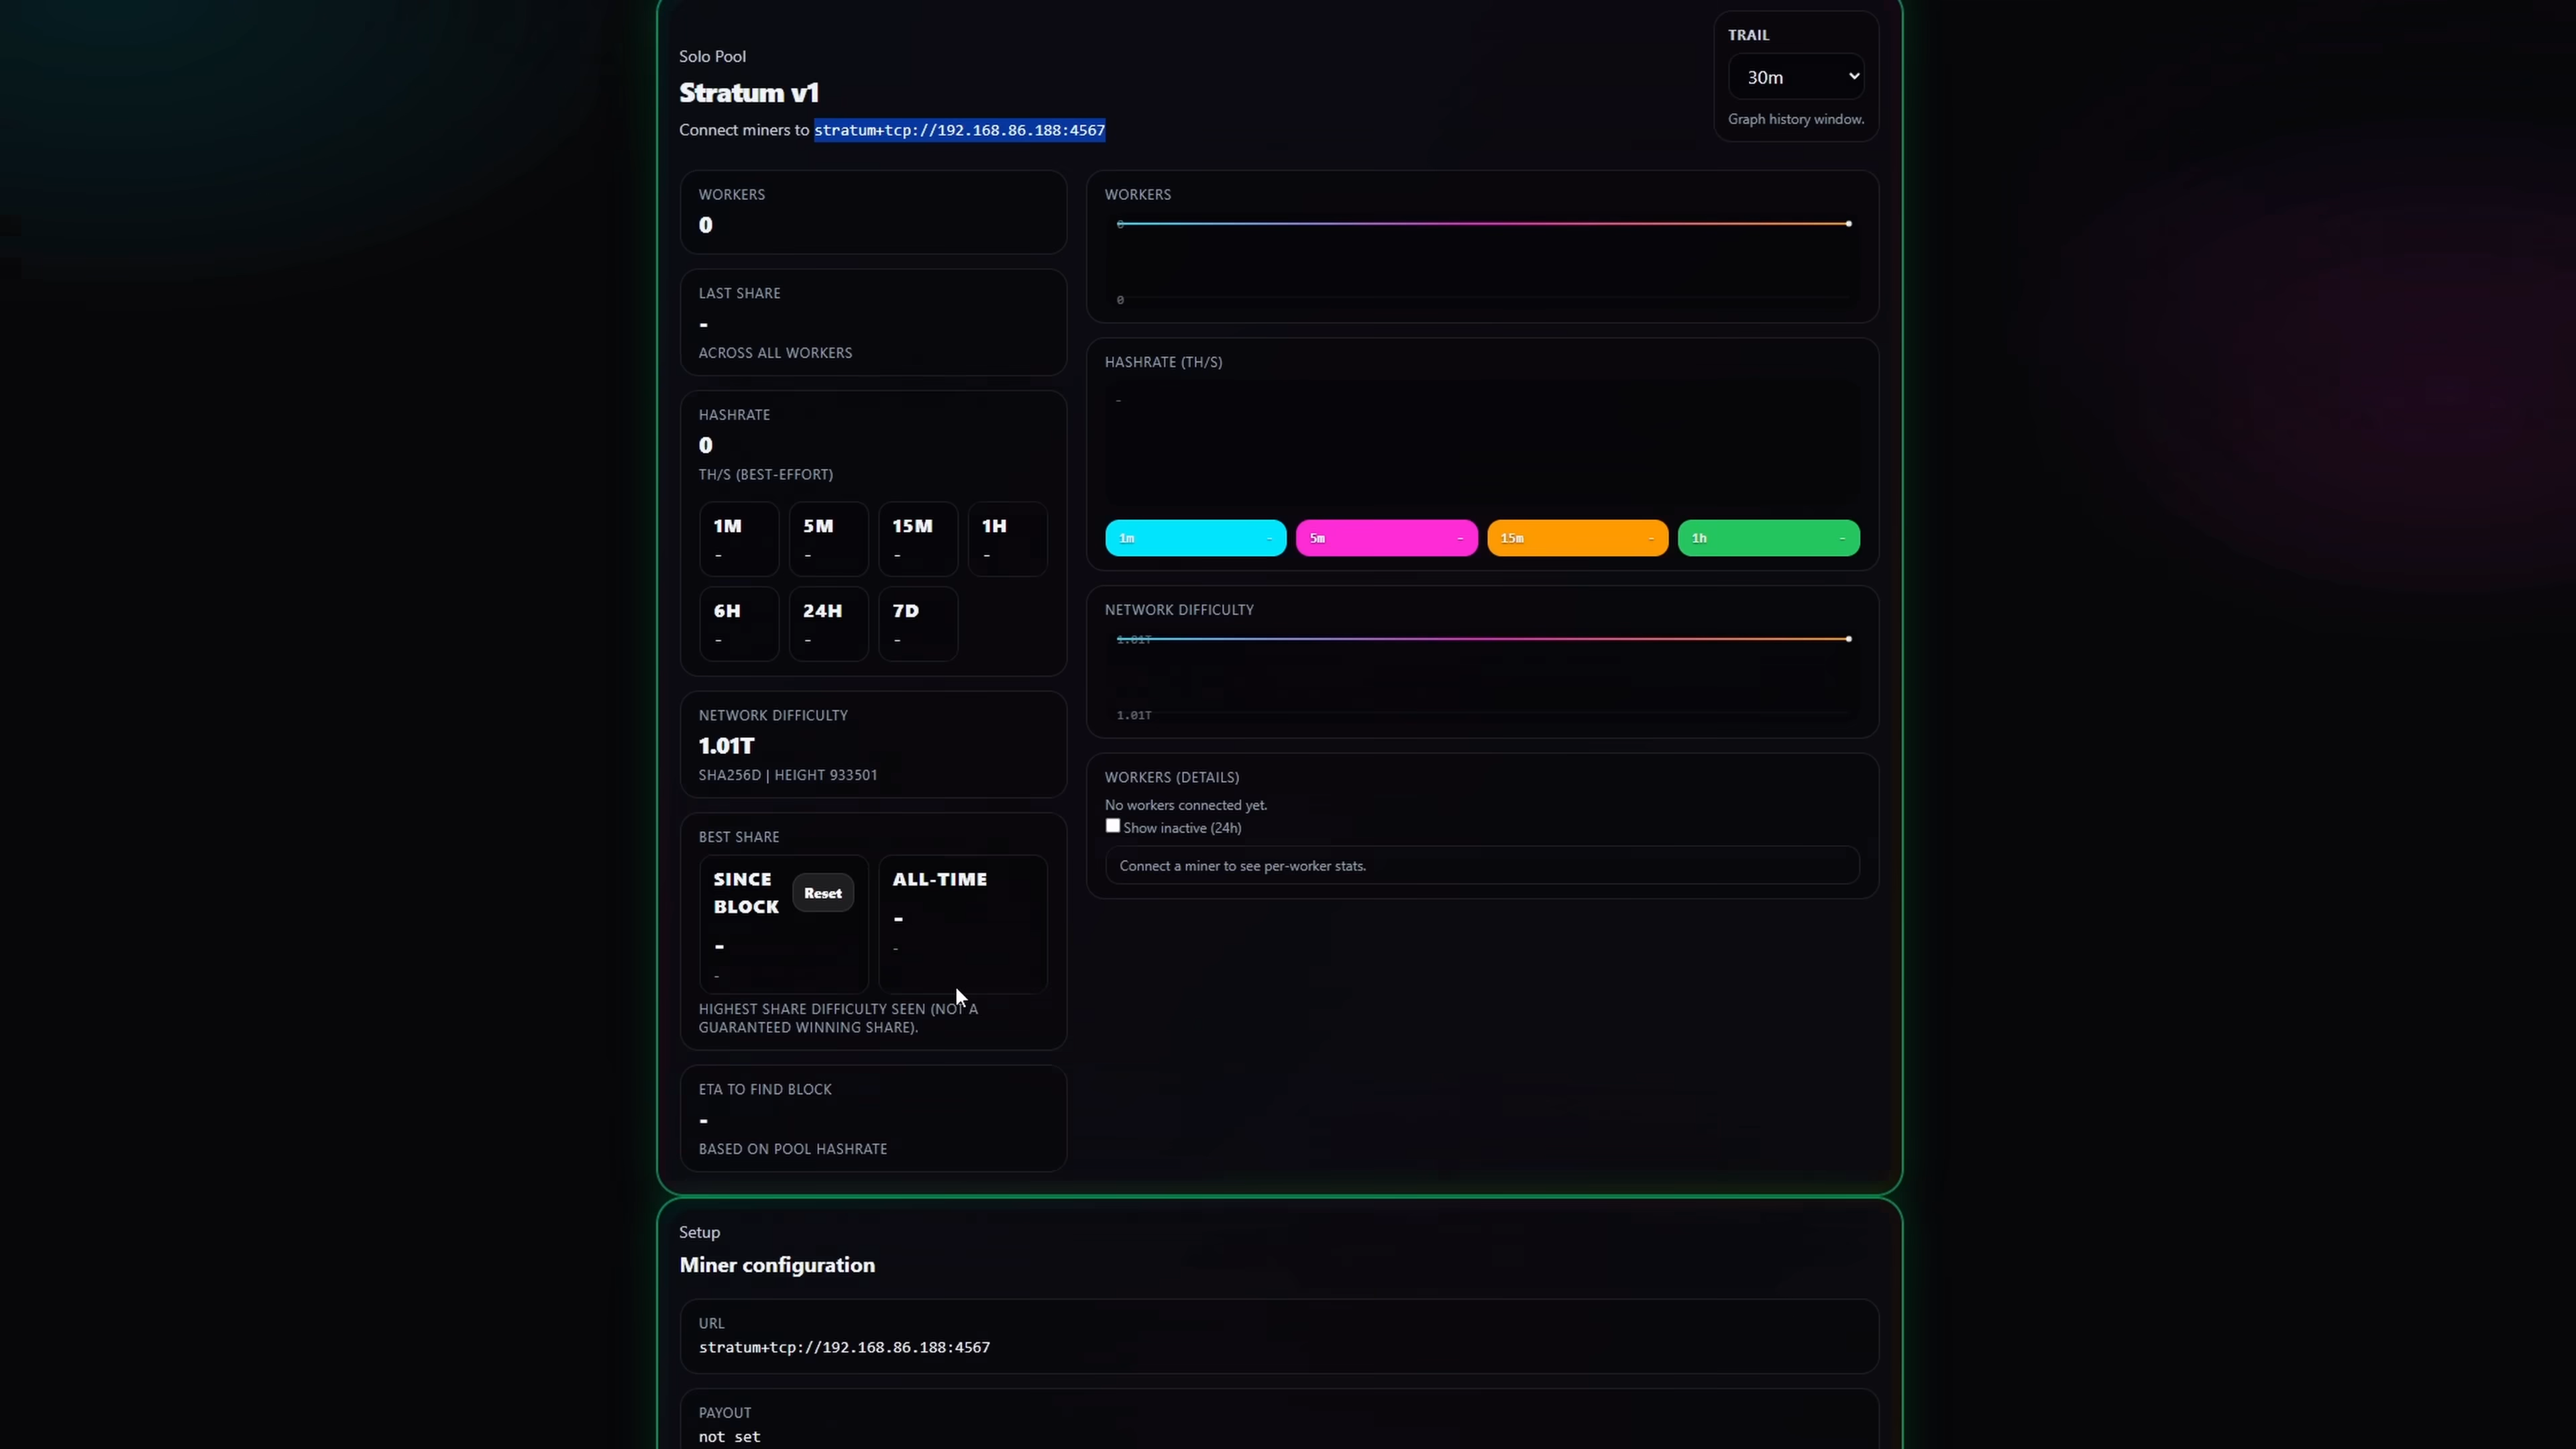 Solo Pool
Stratum v1
Connect miners to stratum+tcp://192.168.86.188:4567
TRAIL
30m
Graph history window.
WORKERS
0
LAST SHARE
-
ACROSS ALL WORKERS
HASHRATE
0
TH/S (BEST-EFFORT)
1M
-
5M
-
15M
-
1H
-
6H
-
24H
-
7D
-
NETWORK DIFFICULTY
1.01T
SHA256D | HEIGHT 933501
BEST SHARE
SINCE BLOCK
Reset
-
-
ALL-TIME
-
-
HIGHEST SHARE DIFFICULTY SEEN (NOT A
GUARANTEED WINNING SHARE).
ETA TO FIND BLOCK
-
BASED ON POOL HASHRATE
WORKERS
0
0
HASHRATE (TH/S)
-
1m -
5m -
15m -
1h -
NETWORK DIFFICULTY
1.01T
1.01T
WORKERS (DETAILS)
No workers connected yet.
Show inactive (24h)
Connect a miner to see per-worker stats.
Setup
Miner configuration
URL
stratum+tcp://192.168.86.188:4567
PAYOUT
not set